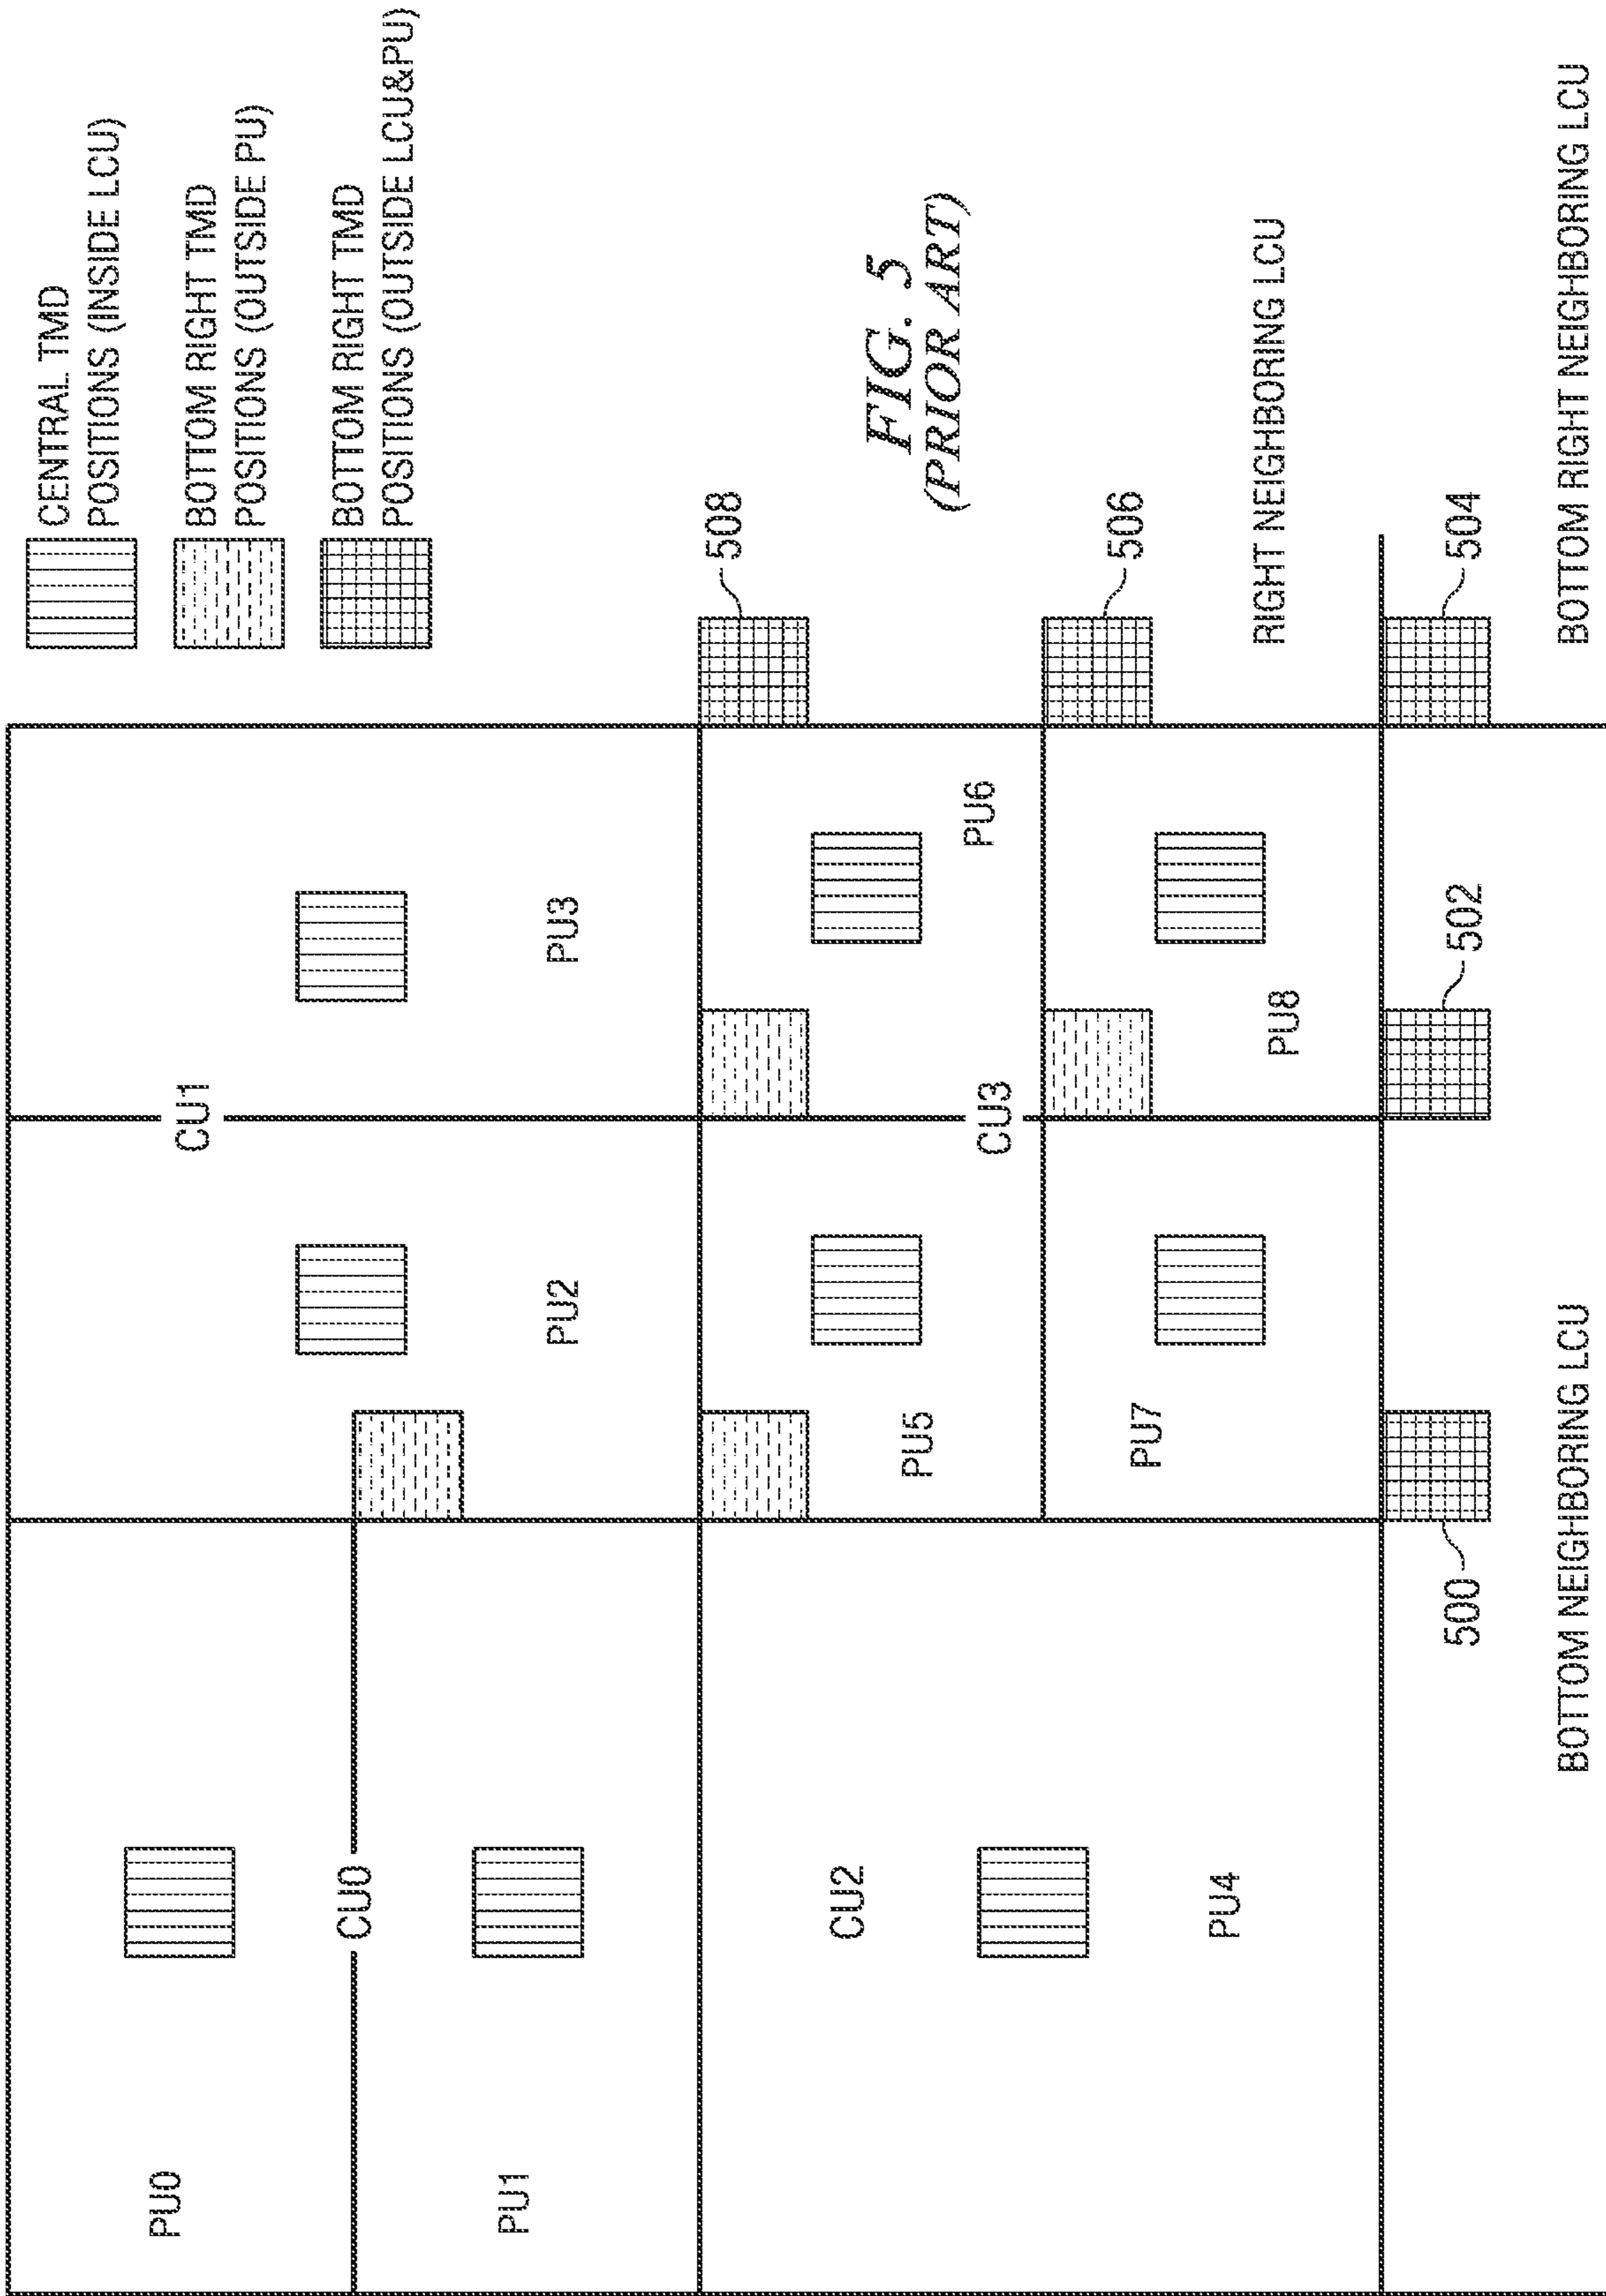 CENTRAL TMD
POSITIONS (INSIDE LCU)
BOTTOM RIGHT TMD
POSITIONS (OUTSIDE PU)
BOTTOM RIGHT TMD
POSITIONS (OUTSIDE LCU&PU)
PU0
CU0
PU1
CU1
PU2
PU3
CU2
PU4
PU5
CU3
PU6
PU7
PU8
508
506
504
502
500
FIG. 5
(PRIOR ART)
RIGHT NEIGHBORING LCU
BOTTOM NEIGHBORING LCU
BOTTOM RIGHT NEIGHBORING LCU